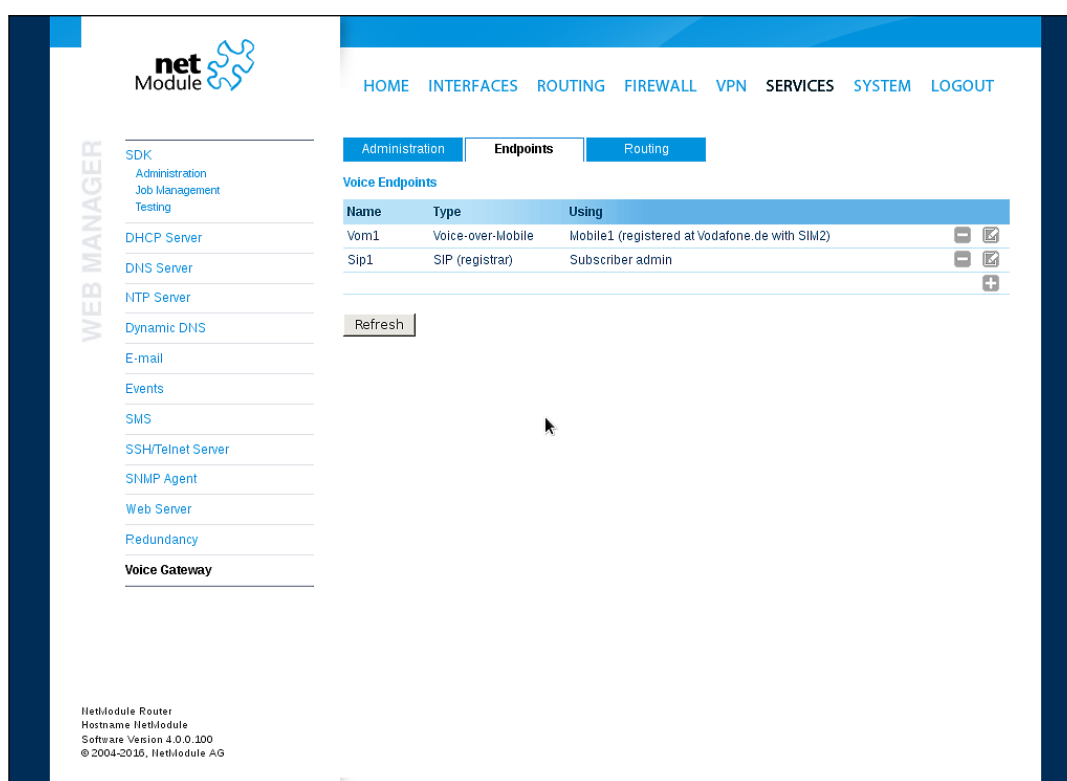 net
Module
HOME INTERFACES ROUTING FIREWALL VPN SERVICES SYSTEM LOGOUT
WEB MANAGER
SDK
Administration
Job Management
Testing
DHCP Server
DNS Server
NTP Server
Dynamic DNS
E-mail
Events
SMS
SSH/Telnet Server
SNMP Agent
Web Server
Redundancy
Voice Gateway
Administration Endpoints Routing
Voice Endpoints
Name Type Using
Vom1 Voice-over-Mobile Mobile1 (registered at Vodafone.de with SIM2)
Sip1 SIP (registrar) Subscriber admin
Refresh
NetModule Router
Hostname NetModule
Software Version 4.0.0.100
© 2004-2016, NetModule AG